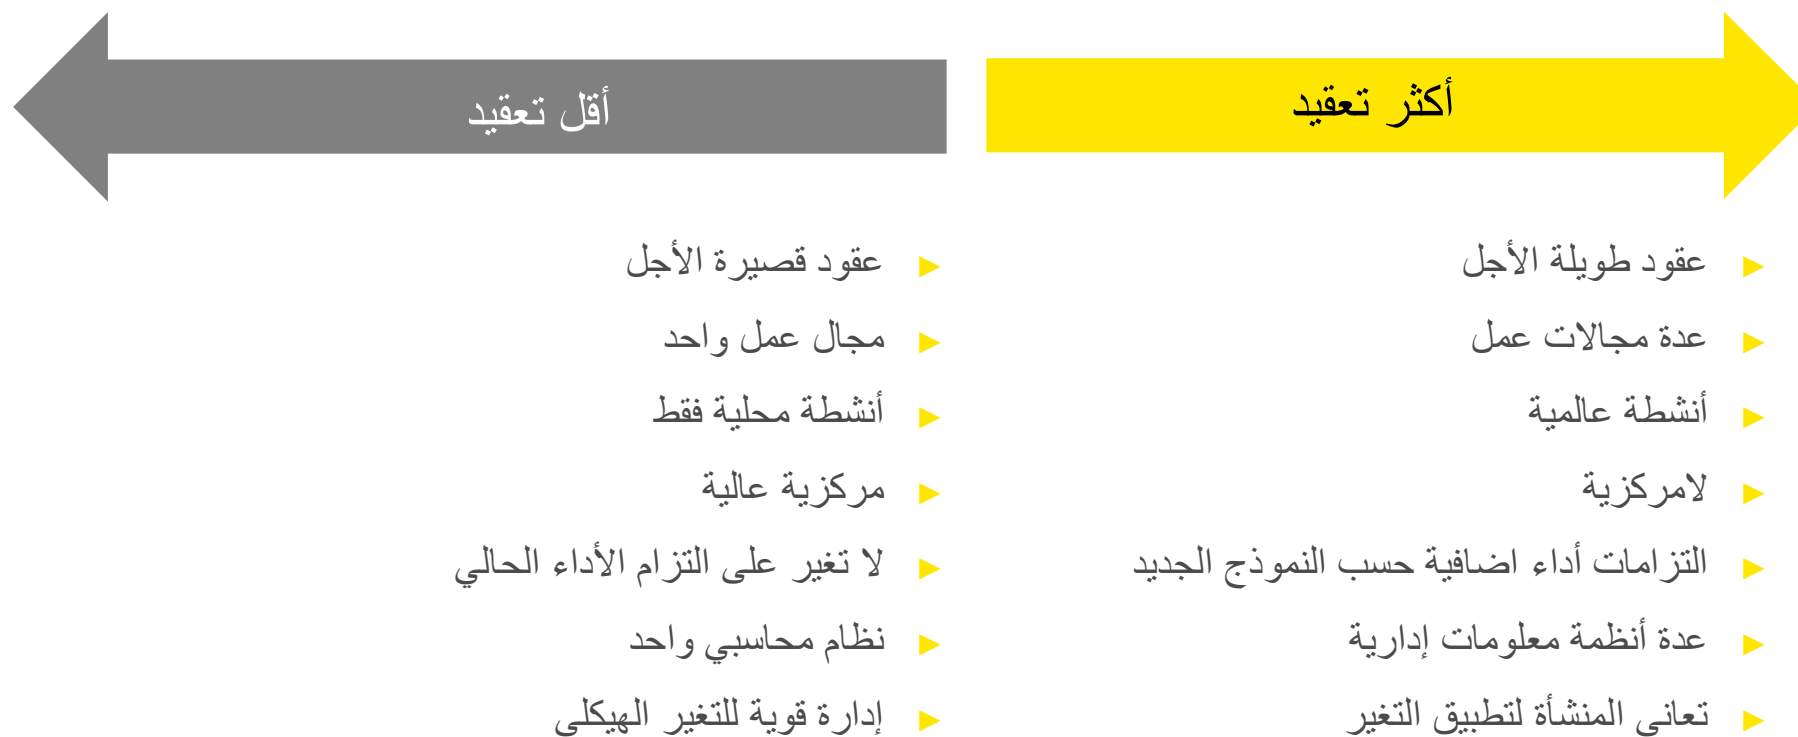 أكثر تعقيد
عقود طويلة الأجل
عدة مجالات عمل
أنشطة عالمية
لامركزية
التزامات أداء اضافية حسب النموذج الجديد
عدة أنظمة معلومات إدارية
تعانى المنشأة لتطبيق التغير
أقل تعقيد
عقود قصيرة الأجل
مجال عمل واحد
أنشطة محلية فقط
مركزية عالية
لا تغير على التزام الأداء الحالي
نظام محاسبي واحد
إدارة قوية للتغير الهيكلى